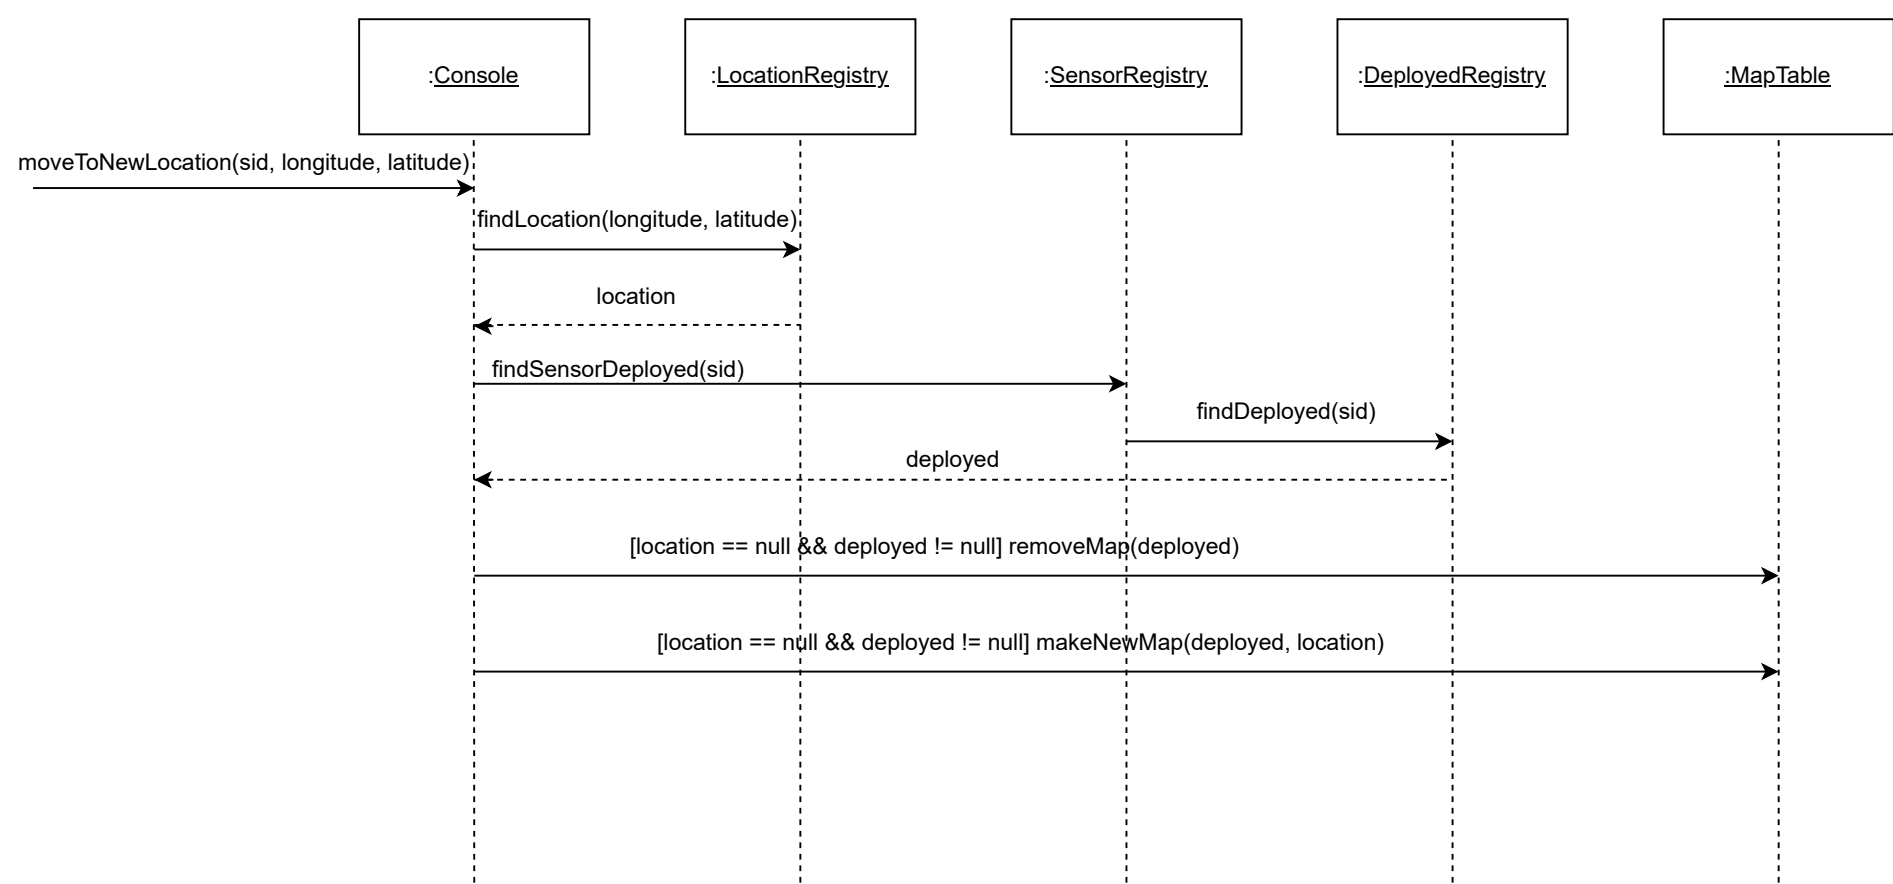 :Console
:LocationRegistry
:SensorRegistry
:DeployedRegistry
:MapTable
moveToNewLocation(sid, longitude, latitude)
findLocation(longitude, latitude)
location
findSensorDeployed(sid)
findDeployed(sid)
deployed
[location == null && deployed != null] removeMap(deployed)
[location == null && deployed != null] makeNewMap(deployed, location)